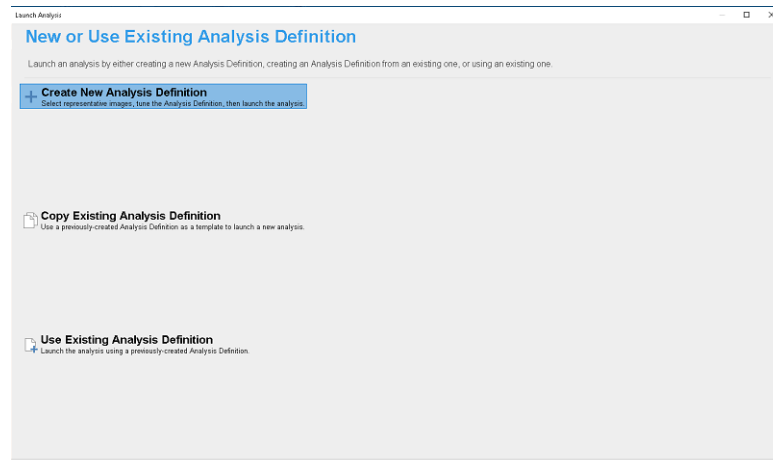 Launch Analysis
New or Use Existing Analysis Definition
Launch an analysis by either creating a new Analysis Definition, creating an Analysis Definition from an existing one, or using an existing one.
Create New Analysis Definition
Select representative images, tune the Analysis Definition, then launch the analysis.
Copy Existing Analysis Definition
Use a previously-created Analysis Definition as a template to launch a new analysis.
Use Existing Analysis Definition
Launch the analysis using a previously-created Analysis Definition.